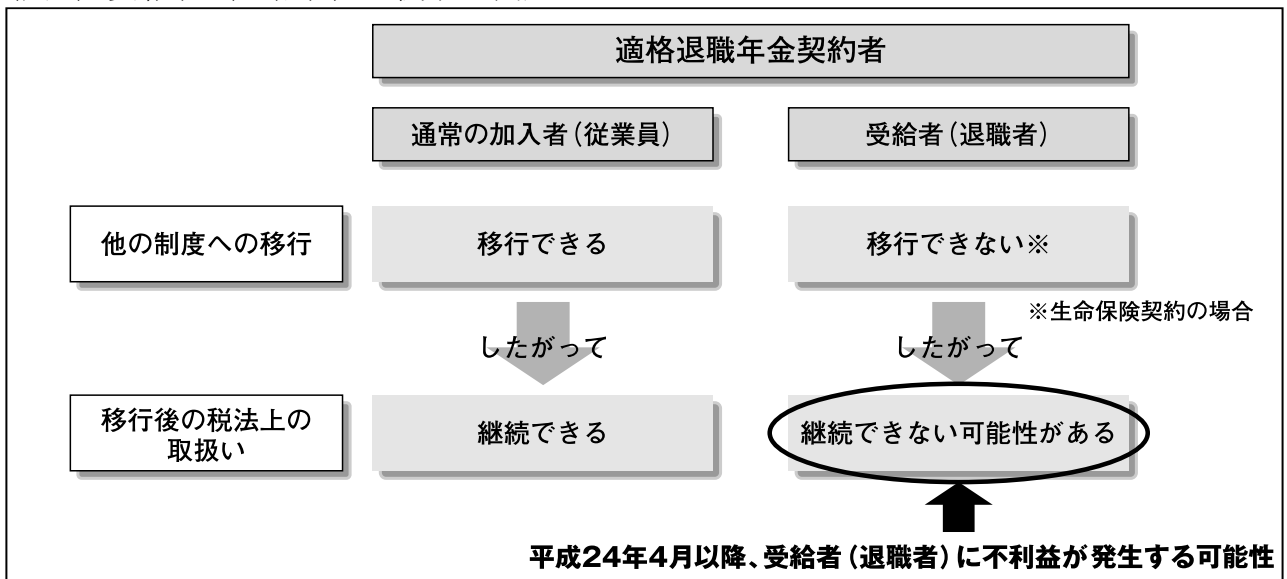 適格退職年金契約者
通常の加入者(従業員)
受給者(退職者)
他の制度への移行
移行できる
移行できない※
※生命保険契約の場合
したがって
したがって
移行後の税法上の
取扱い
継続できる
継続できない可能性がある
平成24年4月以降、受給者(退職者)に不利益が発生する可能性